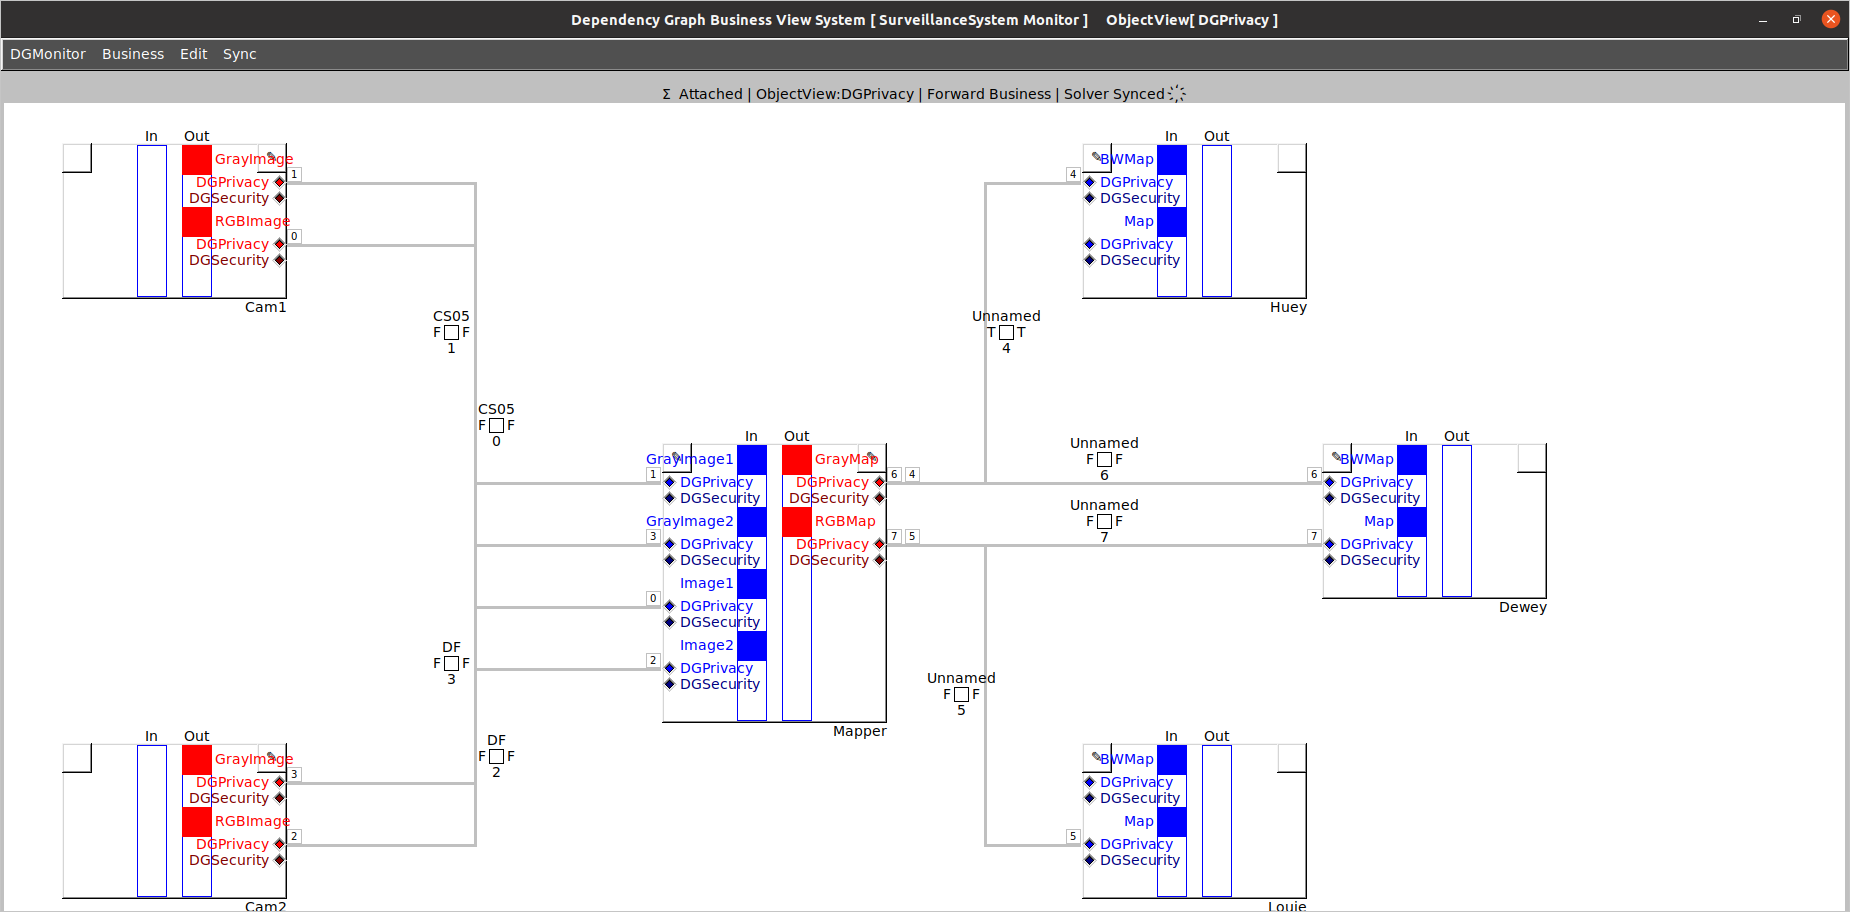 Dependency Graph Business View System [ SurveillanceSystem Monitor ]     ObjectView[ DGPrivacy ]
DGMonitor Business Edit Sync
Σ Attached | ObjectView:DGPrivacy | Forward Business | Solver Synced
In Out
GrayImage
DGPrivacy 1
DGSecurity
RGBImage 0
DGPrivacy
DGSecurity
Cam1
In Out
BWMap
4 DGPrivacy
DGSecurity
Map
DGPrivacy
DGSecurity
Huey
CS05
F F
1
Unnamed
T T
4
CS05
F F
0
In Out
GrayImage1 GrayMap
1 DGPrivacy DGPrivacy 6 4
DGSecurity DGSecurity
GrayImage2 RGBMap
3 DGPrivacy DGPrivacy 7 5
DGSecurity DGSecurity
Image1
0 DGPrivacy
DGSecurity
Image2
2 DGPrivacy
DGSecurity
Mapper
Unnamed
F F
6
Unnamed
F F
7
In Out
BWMap
6 DGPrivacy
DGSecurity
Map
7 DGPrivacy
DGSecurity
Dewey
DF
F F
3
Unnamed
F F
5
DF
F F
2
In Out
GrayImage
DGPrivacy 3
DGSecurity
RGBImage
DGPrivacy 2
DGSecurity
Cam2
In Out
BWMap
DGPrivacy
DGSecurity
Map
5 DGPrivacy
DGSecurity
Louie